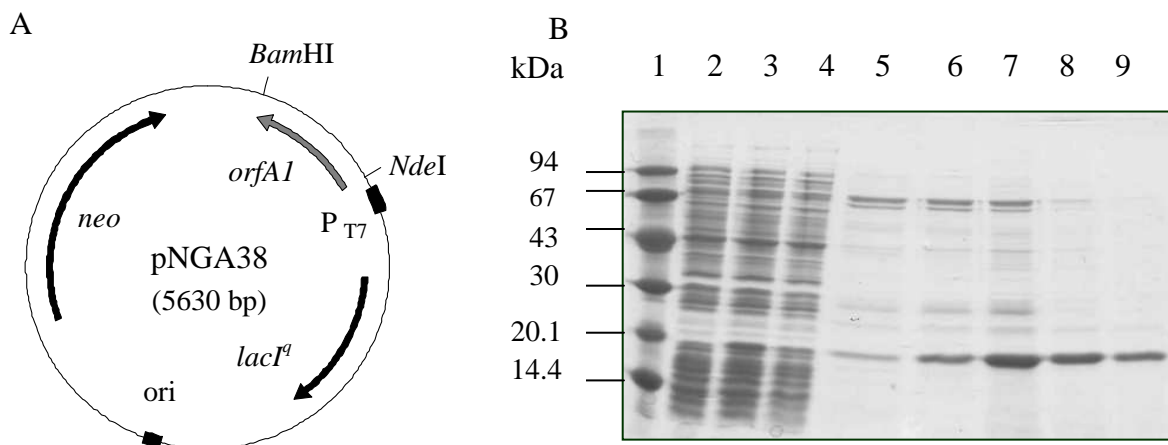 A
BamHI
NdeI
orfA1
P T7
neo
pNGA38
(5630 bp)
lacIq
ori
B
kDa 1 2 3 4 5 6 7 8 9
94
67
43
30
20.1
14.4